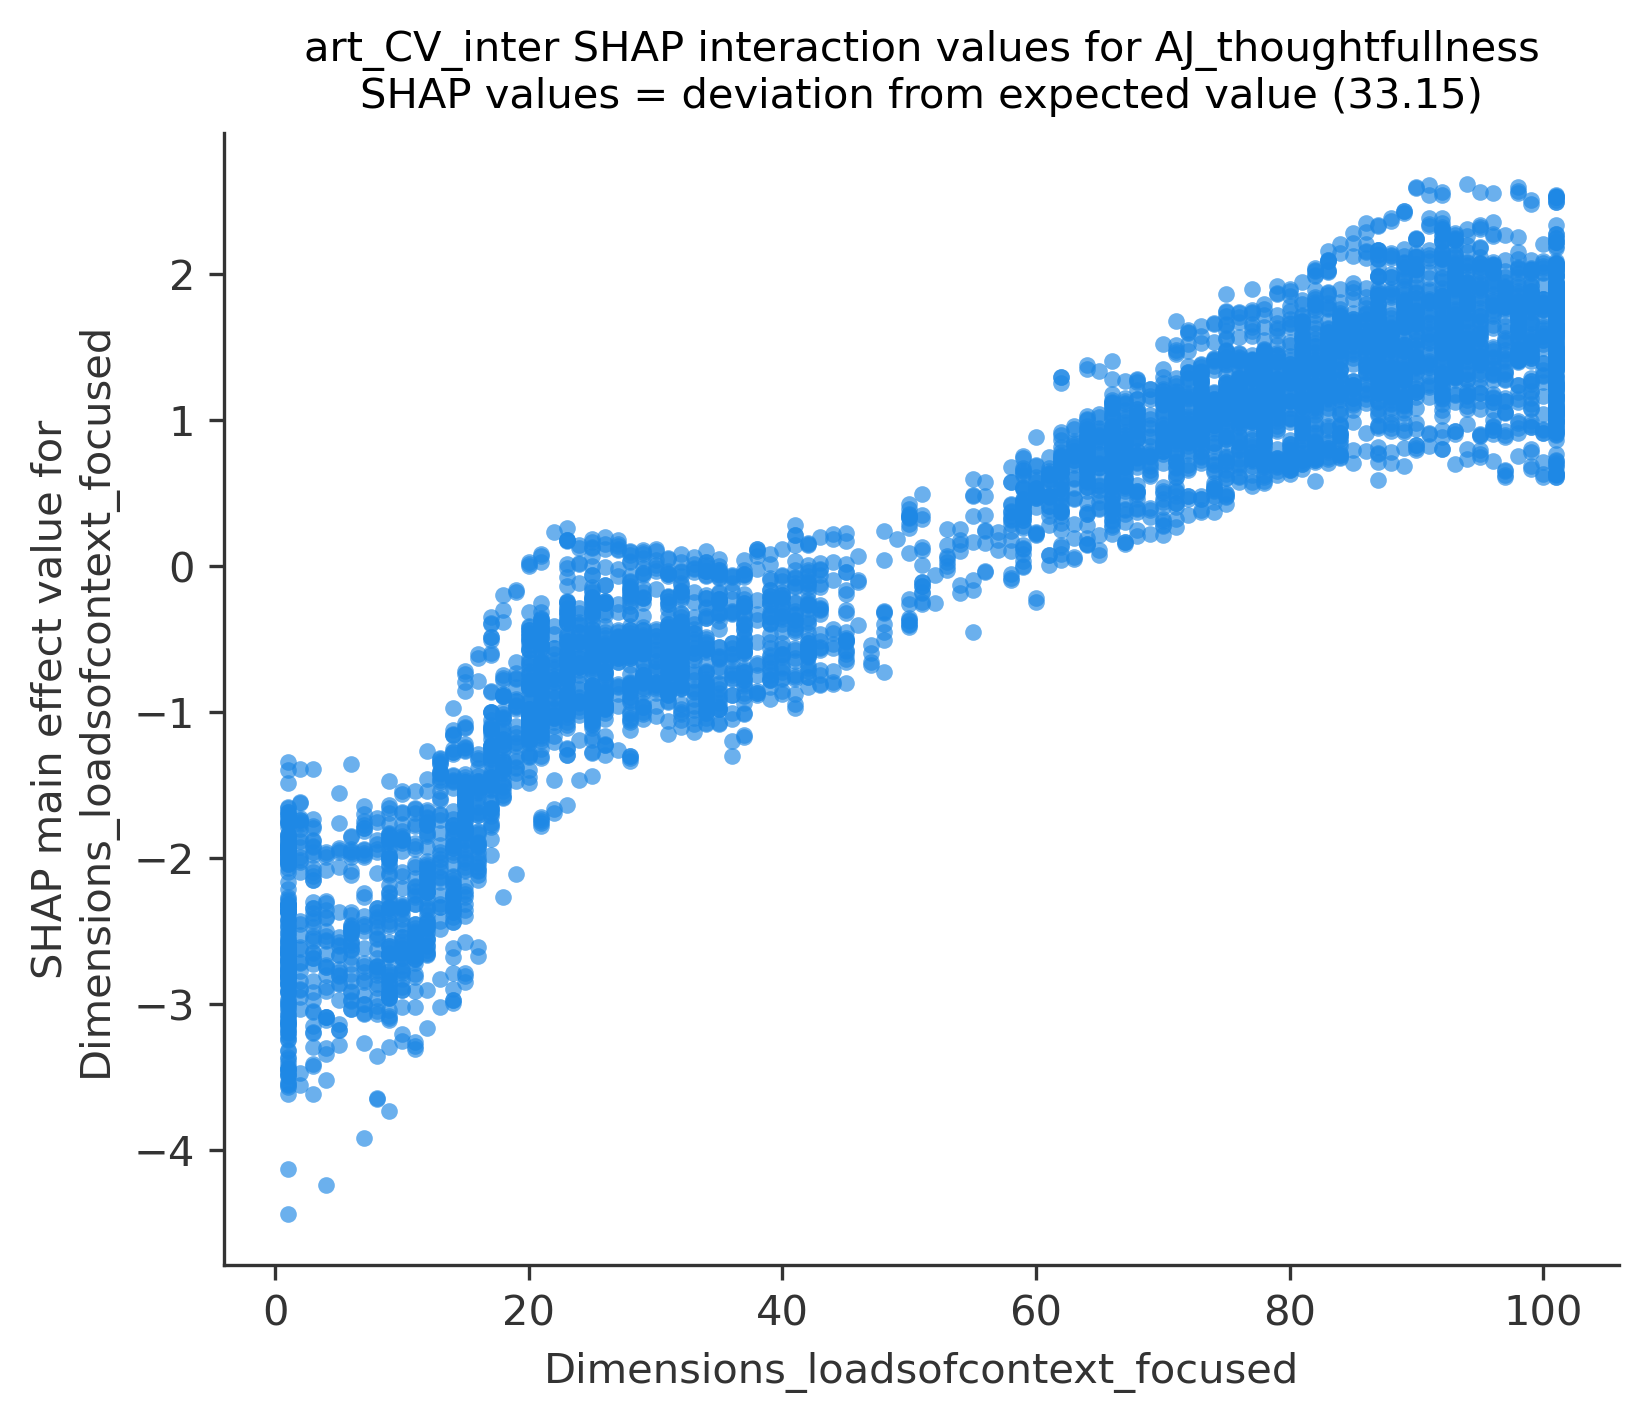 art_CV_inter SHAP interaction values for AJ_thoughtfullness
SHAP values = deviation from expected value (33.15)
SHAP main effect value for
Dimensions_loadsofcontext_focused
2
1
0
−1
−2
−3
−4
0 20 40 60 80 100
Dimensions_loadsofcontext_focused